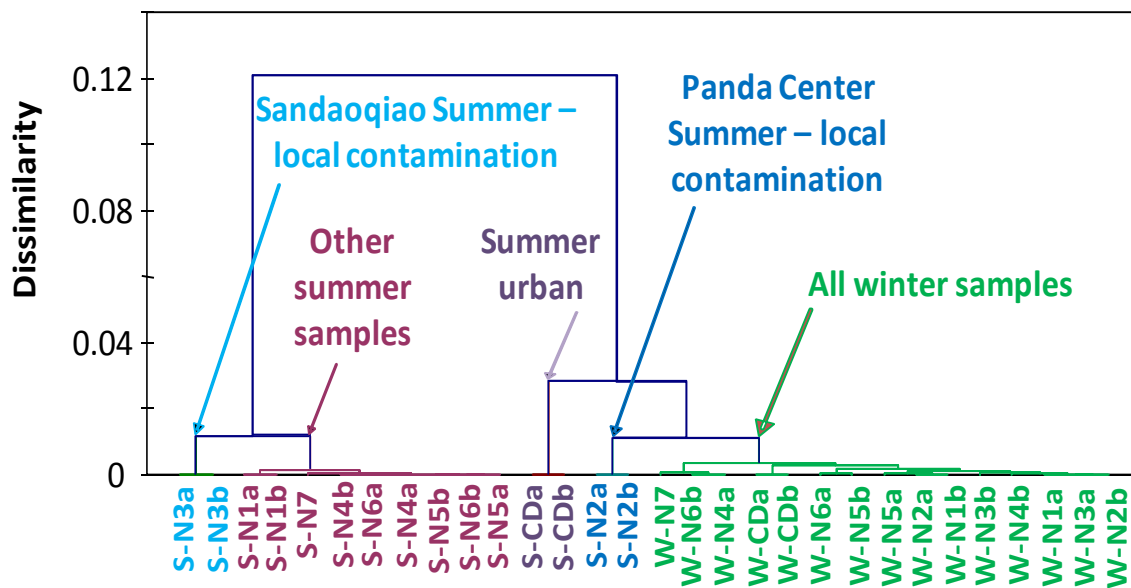 Dissimilarity
0.12
0.08
0.04
0
Sandaoqiao Summer –
local contamination
Other
summer
samples
Summer
urban
Panda Center
Summer – local
contamination
All winter samples
S-N3a
S-N3b
S-N1a
S-N1b
S-N7
S-N4b
S-N6a
S-N4a
S-N5b
S-N6b
S-N5a
S-CDa
S-CDb
S-N2a
S-N2b
W-N7
W-N6b
W-N4a
W-CDa
W-CDb
W-N6a
W-N5b
W-N5a
W-N2a
W-N1b
W-N3b
W-N4b
W-N1a
W-N3a
W-N2b